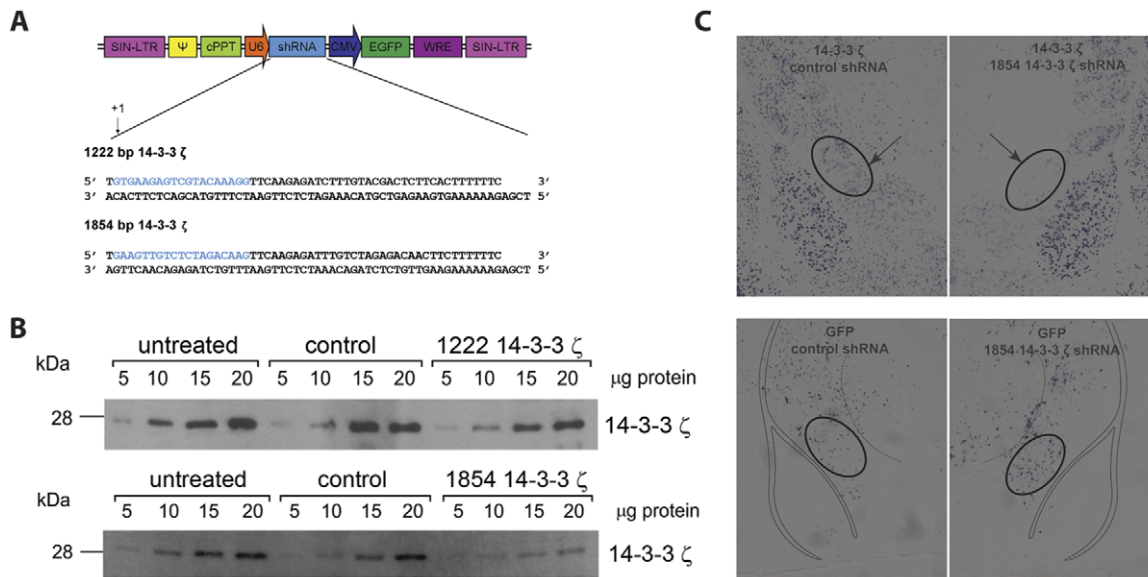 A
SIN-LTR Ψ cPPT U6 shRNA CMV EGFP WRE SIN-LTR
+1
1222 bp 14-3-3 ζ
5′ TGTGAAGAGTCGTACAAAGGTTCAAGAGATCTTTGTACGACTCTTCACTTTTTTC 3′
3′ ACACTTCTCAGCATGTTTCTAAGTTCTCTAGAAACATGCTGAGAAGTGAAAAAAGAGCT 5′
1854 bp 14-3-3 ζ
5′ TGAAGTTGTCTCTAGACAAGTTCAAGAGATTTGTCTAGAGACAACTTCTTTTTTC 3′
3′ AGTTCAACAGAGATCTGTTTAAGTTCTCTAAACAGATCTCTGTTGAAGAAAAAAGAGCT 5′
B
untreated control 1222 14-3-3 ζ
kDa 5 10 15 20 5 10 15 20 5 10 15 20 μg protein
28 14-3-3 ζ
untreated control 1854 14-3-3 ζ
kDa 5 10 15 20 5 10 15 20 5 10 15 20 μg protein
28 14-3-3 ζ
C
14-3-3 ζ
control shRNA
14-3-3 ζ
1854 14-3-3 ζ shRNA
GFP
control shRNA
GFP
1854 14-3-3 ζ shRNA